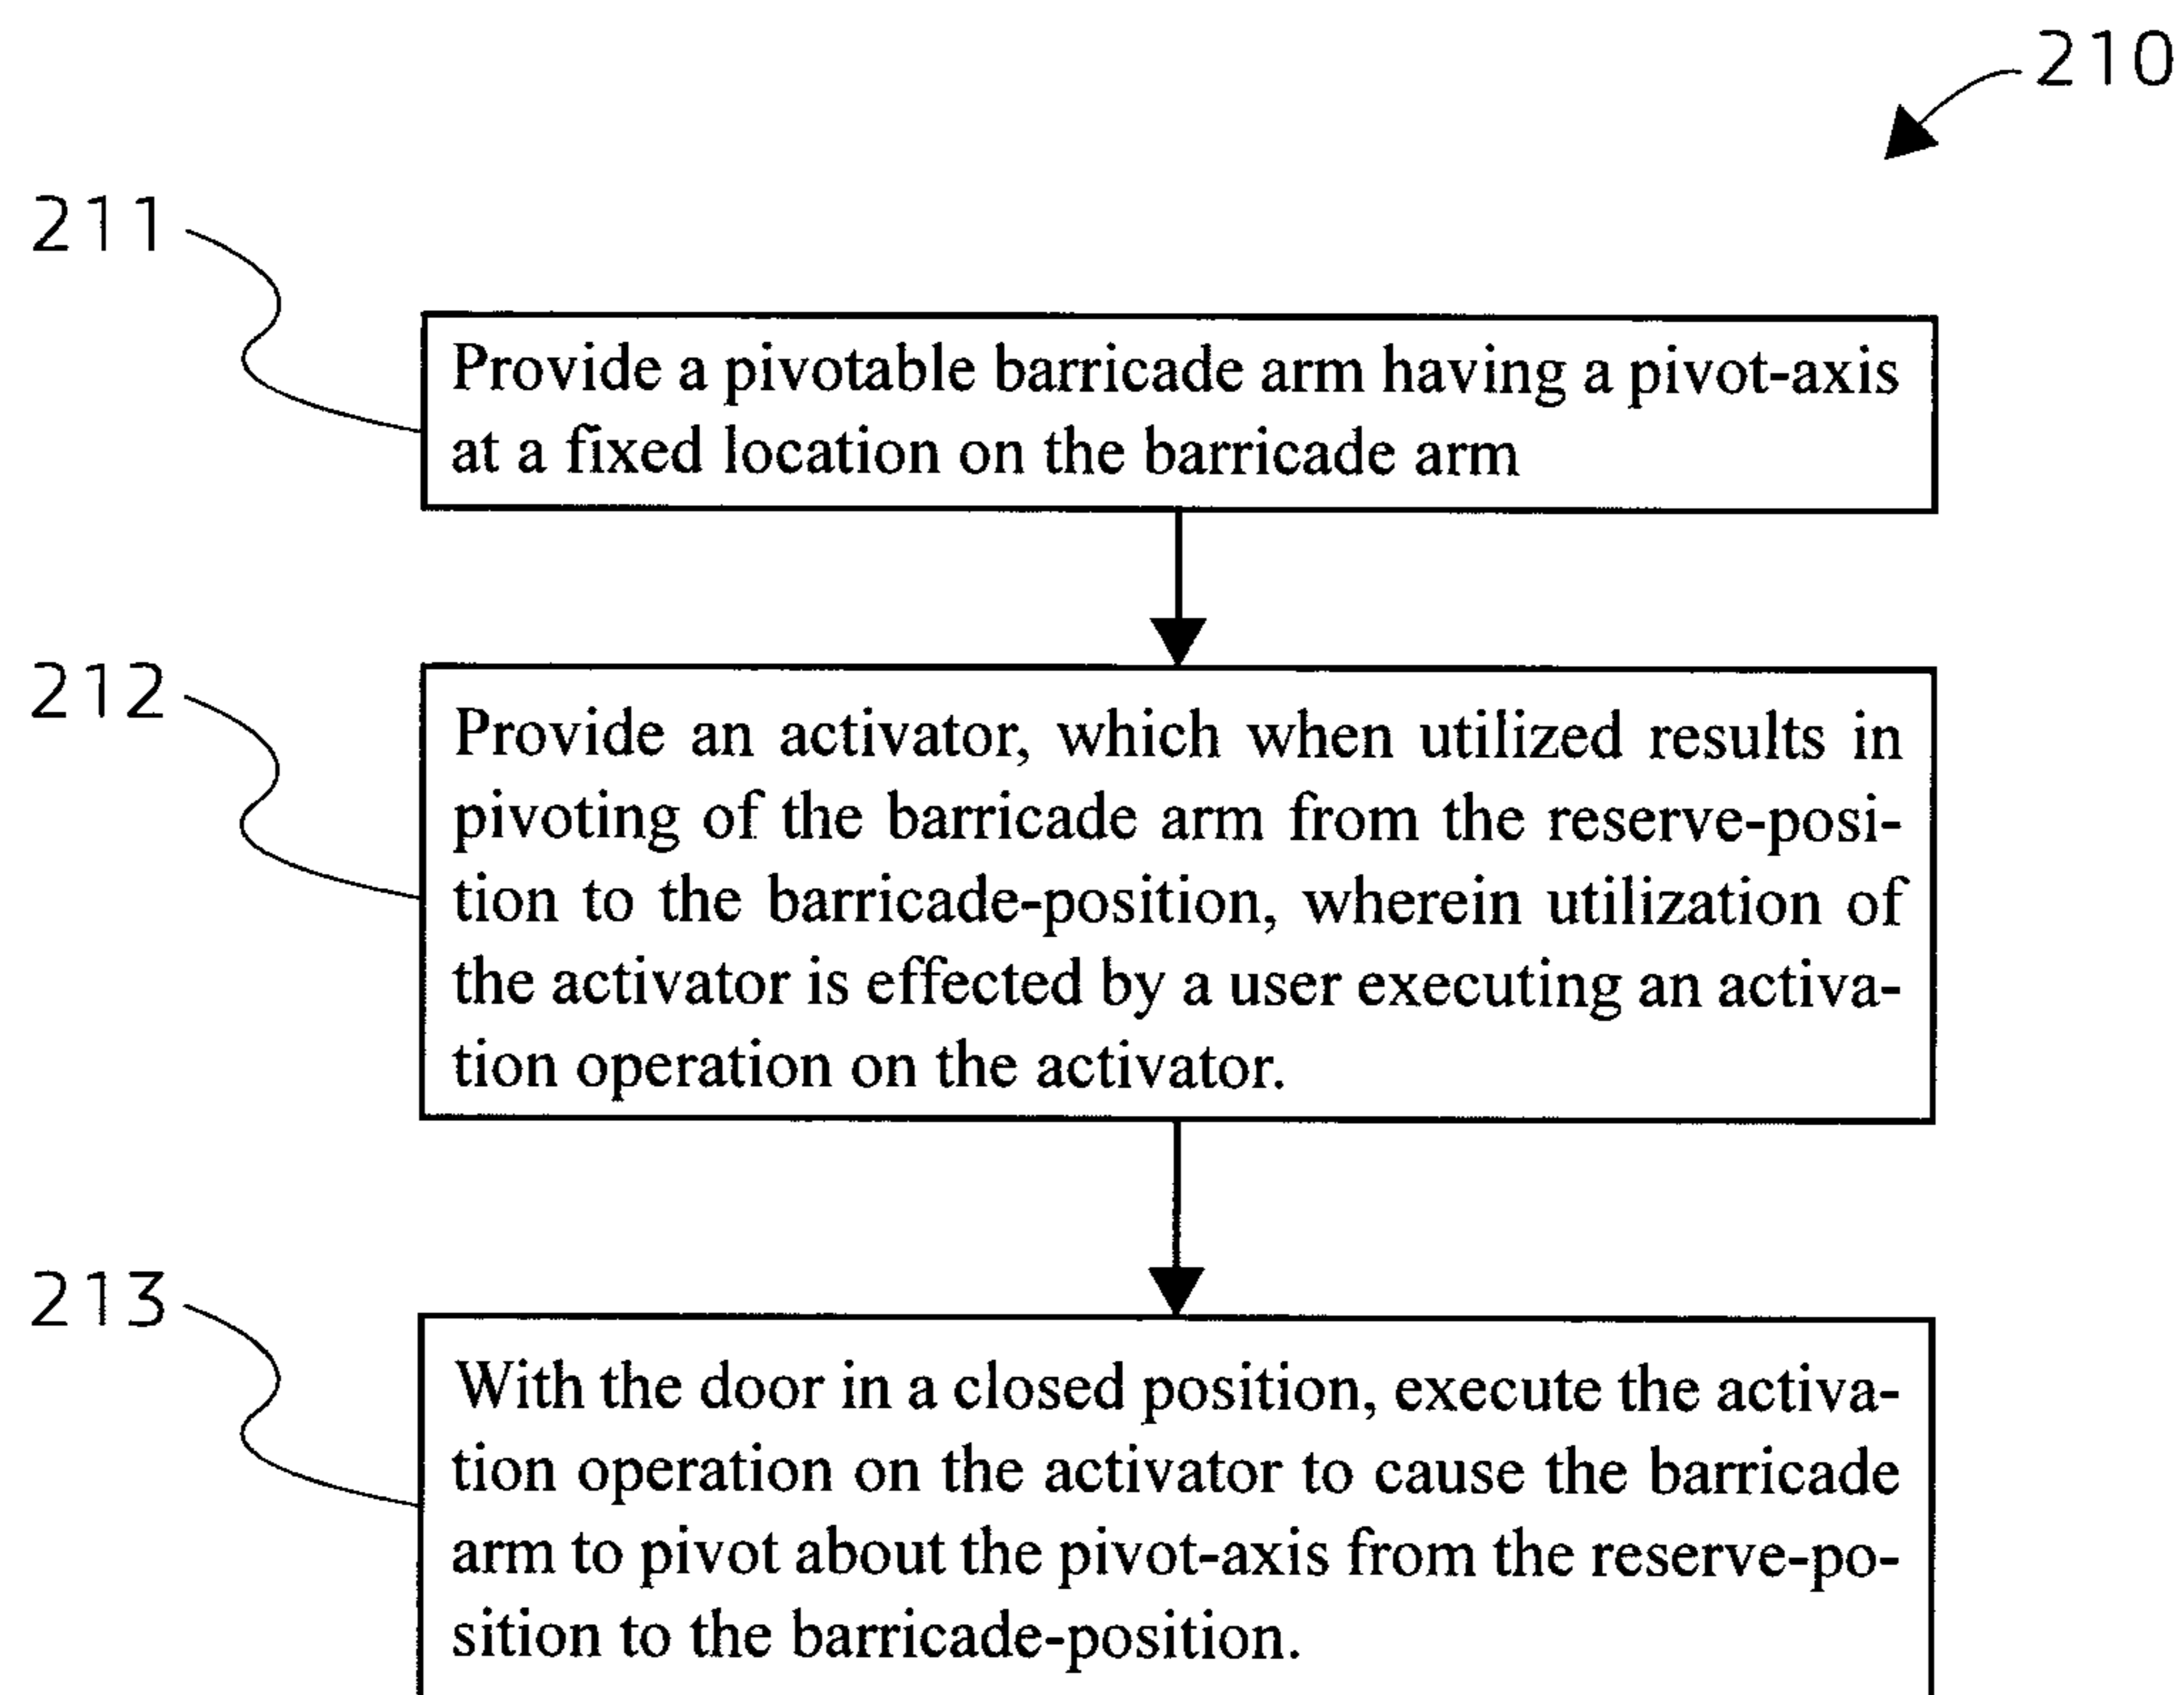 210
211
Provide a pivotable barricade arm having a pivot-axis
at a fixed location on the barricade arm
212
Provide an activator, which when utilized results in
pivoting of the barricade arm from the reserve-posi-
tion to the barricade-position, wherein utilization of
the activator is effected by a user executing an activa-
tion operation on the activator.
213
With the door in a closed position, execute the activa-
tion operation on the activator to cause the barricade
arm to pivot about the pivot-axis from the reserve-po-
sition to the barricade-position.